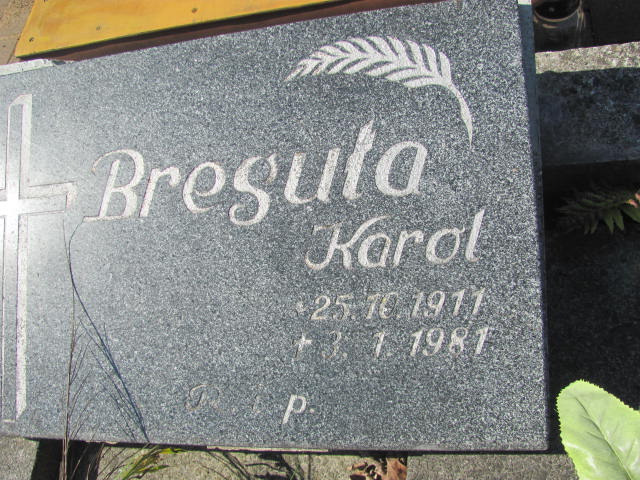 Breguła
Karol
* 25. 10. 1911
+ 3. 1. 1981
R. i p.